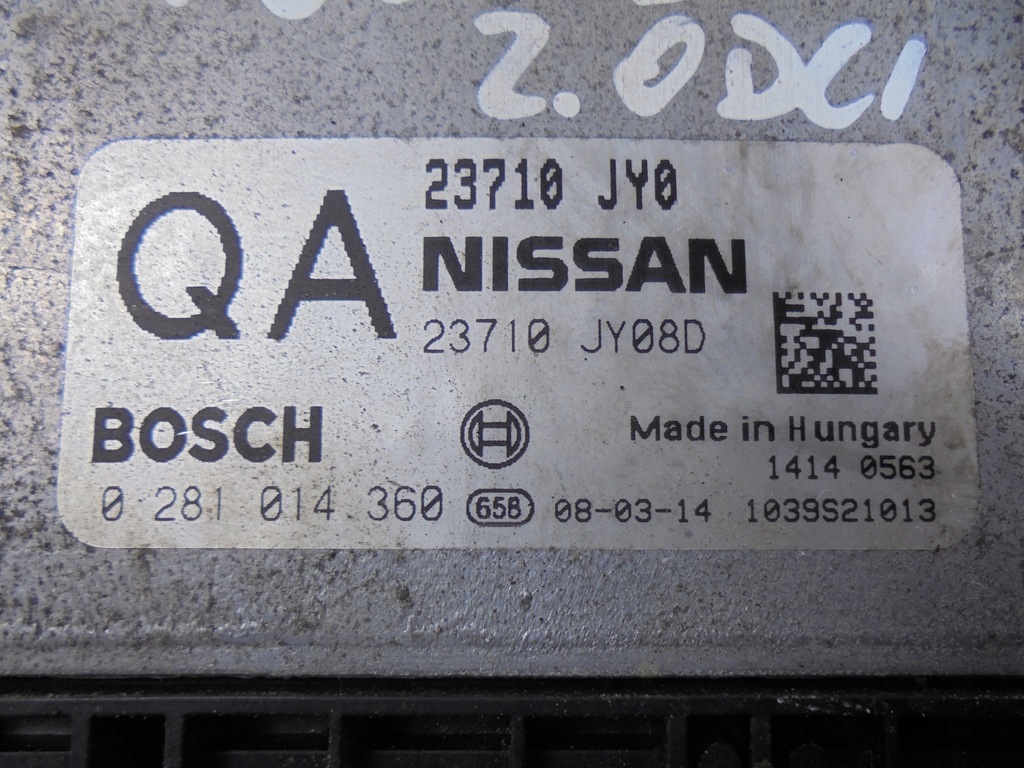 2.0DCI
QA
23710 JY0
NISSAN
23710 JY08D
BOSCH
Made in Hungary
1414 0563
0 281 014 360 65B 08-03-14 1039S21013